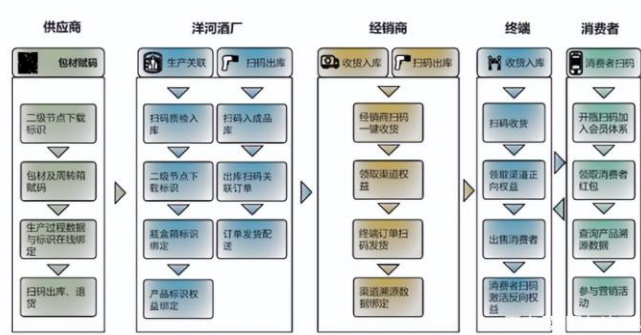 供应商
包材赋码
二级节点下载
标识
包材及周转箱
赋码
生产过程数据
与标识在线绑
定
扫码出库、退
货
洋河酒厂
生产关联
扫码出库
扫码质检入
库
二级节点下
载标识
蓝盒箱标识
绑定
产品标识权
益绑定
扫码入成品
库
出库扫码关
联订单
订单发货配
送
经销商
收货入库
扫码出库
经销商扫码
一键收货
领取渠道权
益
终端订单扫
码发货
渠道溯源数
据绑定
终端
收货入库
扫码收货
领取渠道正
向权益
出售消费者
消费者扫码
激活反向权
益
消费者
消费者扫码
开瓶扫码加
入会员体系
领取消费者
红包
查询产品溯
源数据
参与营销活
动